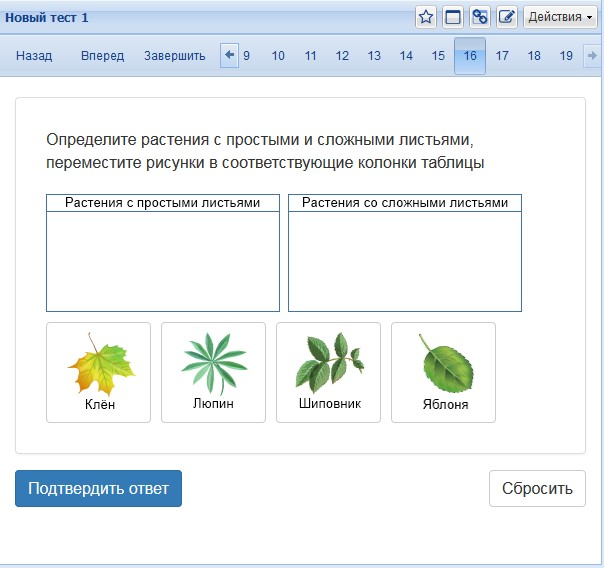 Новый тест 1
Действия
Назад Вперед Завершить 9 10 11 12 13 14 15 16 17 18 19
Определите растения с простыми и сложными листьями,
переместите рисунки в соответствующие колонки таблицы
Растения с простыми листьями Растения со сложными листьями
Клён Люпин Шиповник Яблоня
Подтвердить ответ Сбросить